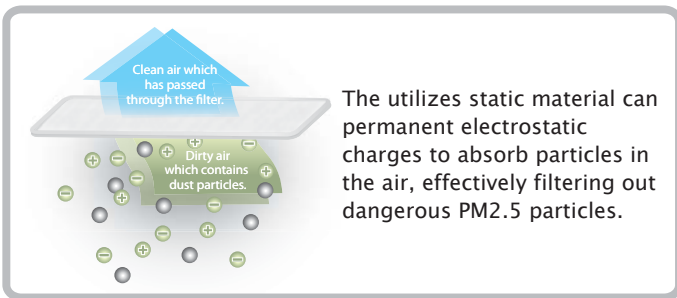 Clean air which
has passed
through the filter.
Dirty air
which contains
dust particles.
The utilizes static material can
permanent electrostatic
charges to absorb particles in
the air, effectively filtering out
dangerous PM2.5 particles.